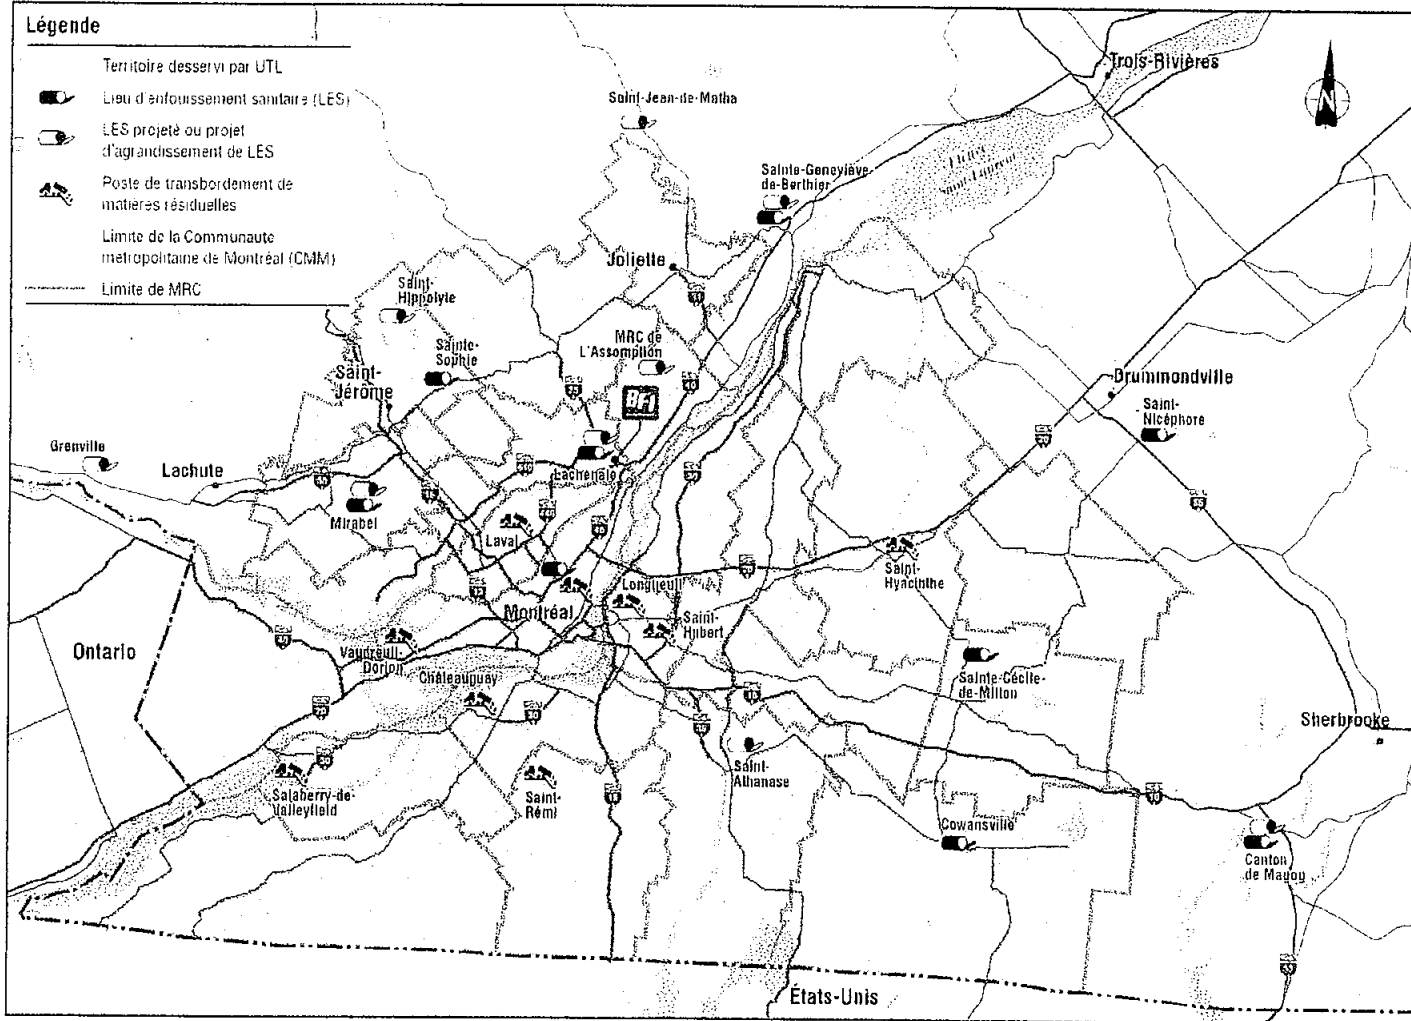 Légende
Territoire desservi par UTL
Lieu d'enfouissement sanitaire (LES)
LES projeté ou projet
d'agrandissement de LES
Poste de transbordement de
matières résiduelles
Limite de la Communauté
métropolitaine de Montréal (CMM)
Limite de MRC
Trois-Rivières
N
Saint-Jean-de-Matha
Sainte-Geneviève-
de-Berthier
Saint-Laurent
Joliette
Saint-
Hippolyte
Sainte-
Sophie
MRC de
L'Assomption
BFI
Saint-
Jérôme
Drummondville
Saint-
Nicéphore
Grenville
Lachute
Lachenaie
Mirabel
Laval
Saint-
Hyacinthe
Longueuil
Montréal
Saint-
Hubert
Ontario
Vaudreuil-
Dorion
Châteauguay
Sainte-Cécile-
de-Milton
Sherbrooke
Saint-
Athanase
Salaberry-de-
Valleyfield
Saint-
Rémi
Cowansville
Canton
de Magog
États-Unis